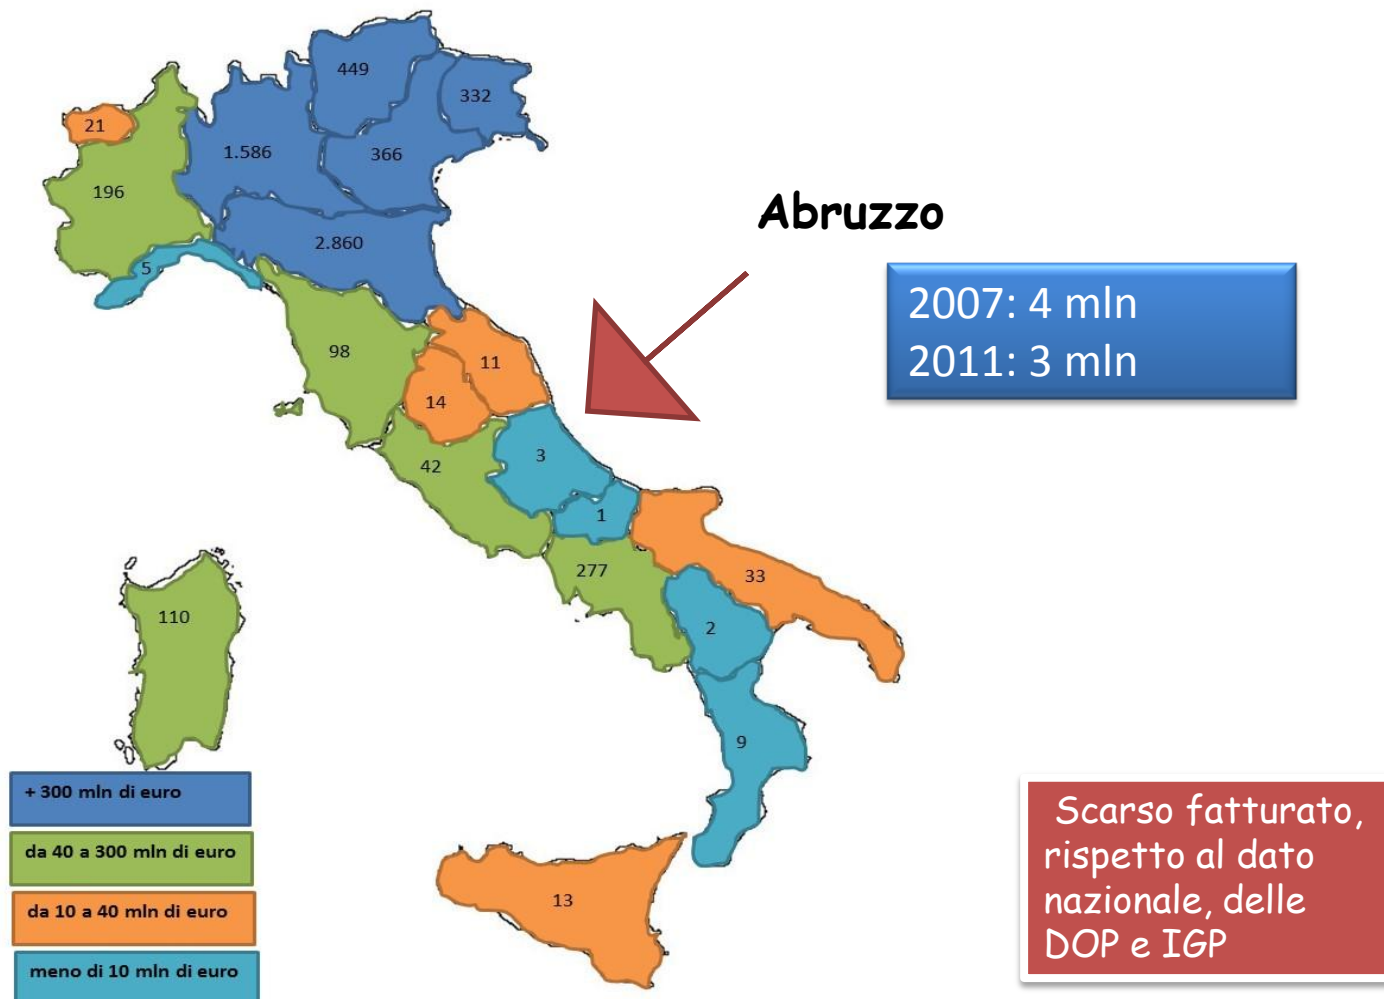 449
332
21
1.586
366
196
2.860
5
98
11
14
42
3
1
277
33
110
2
9
13
Abruzzo
2007: 4 mln
2011: 3 mln
+ 300 mln di euro
da 40 a 300 mln di euro
da 10 a 40 mln di euro
meno di 10 mln di euro
Scarso fatturato,
rispetto al dato
nazionale, delle
DOP e IGP